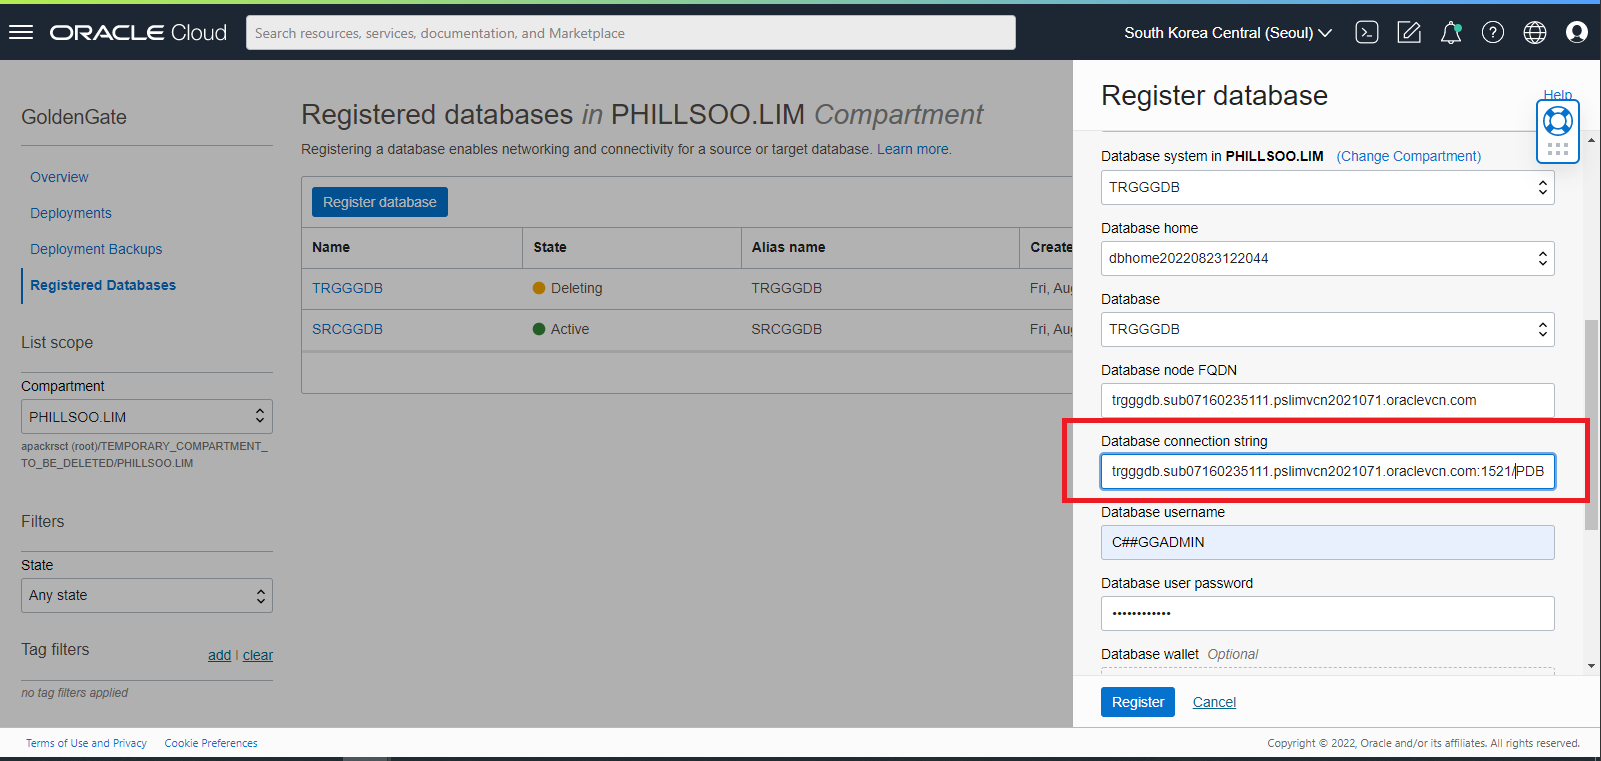 ORACLE Cloud
Search resources, services, documentation, and Marketplace
South Korea Central (Seoul)
GoldenGate
Overview
Deployments
Deployment Backups
Registered Databases
List scope
Compartment
PHILLSOO.LIM
apackrsct (root)/TEMPORARY_COMPARTMENT_
TO_BE_DELETED/PHILLSOO.LIM
Filters
State
Any state
Tag filters add | clear
no tag filters applied
Registered databases in PHILLSOO.LIM Compartment
Registering a database enables networking and connectivity for a source or target database. Learn more.
Register database
Name State Alias name Create
TRGGGDB Deleting TRGGGDB Fri, Aug
SRCGGDB Active SRCGGDB Fri, Aug
Register database
Help
Database system in PHILLSOO.LIM (Change Compartment)
TRGGGDB
Database home
dbhome20220823122044
Database
TRGGGDB
Database node FQDN
trgggdb.sub07160235111.pslimvcn2021071.oraclevcn.com
Database connection string
trgggdb.sub07160235111.pslimvcn2021071.oraclevcn.com:1521/PDB
Database username
C##GGADMIN
Database user password
••••••••••••
Database wallet Optional
Register Cancel
Terms of Use and Privacy Cookie Preferences
Copyright © 2022, Oracle and/or its affiliates. All rights reserved.